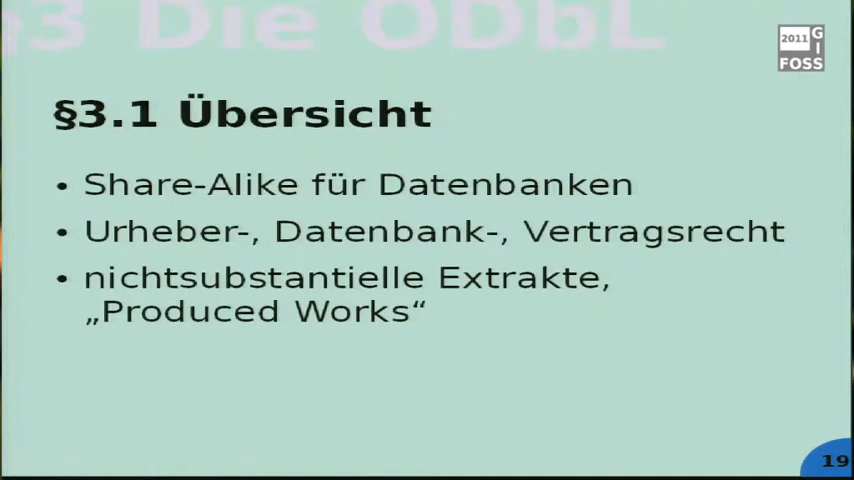 §3 Die ODbL
2011 G
I
FOSS
§3.1 Übersicht
• Share-Alike für Datenbanken
• Urheber-, Datenbank-, Vertragsrecht
• nichtsubstantielle Extrakte,
„Produced Works“
19